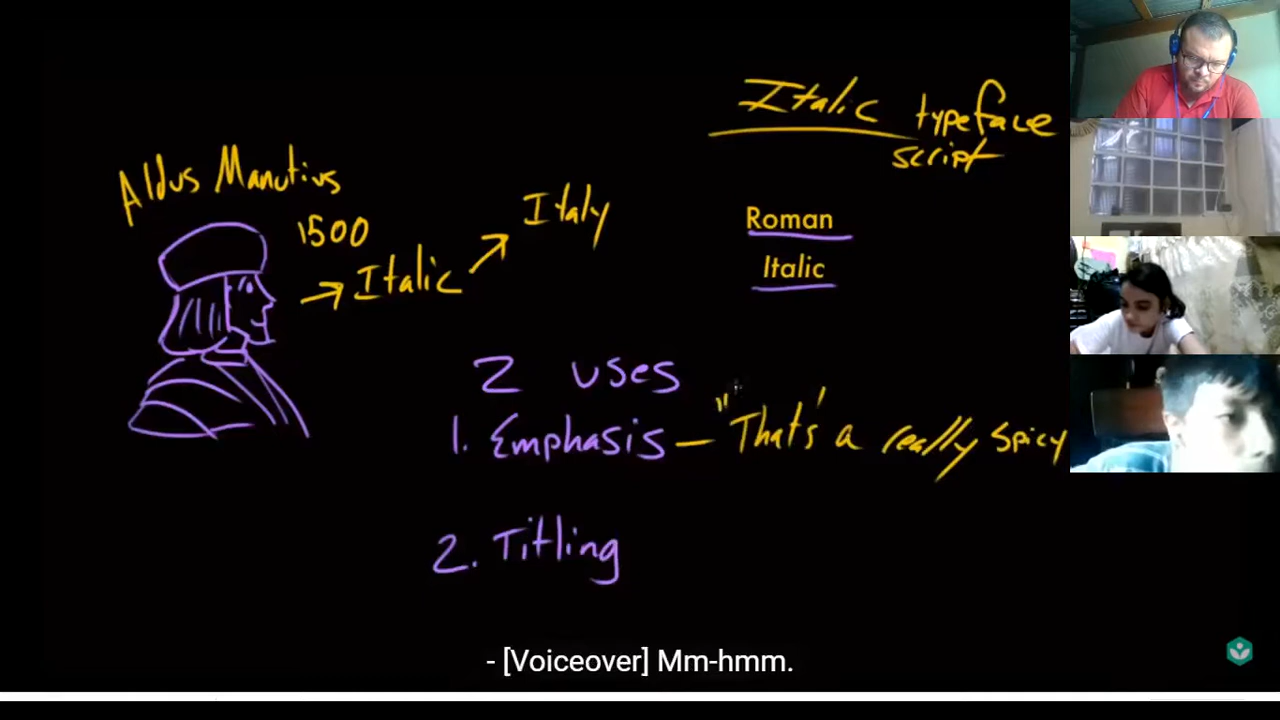 Italic typeface
script
Aldus Manutius
1500
→ Italic → Italy
Roman
Italic
2 uses
1. Emphasis – "That's a really spicy
2. Titling
- [Voiceover] Mm-hmm.